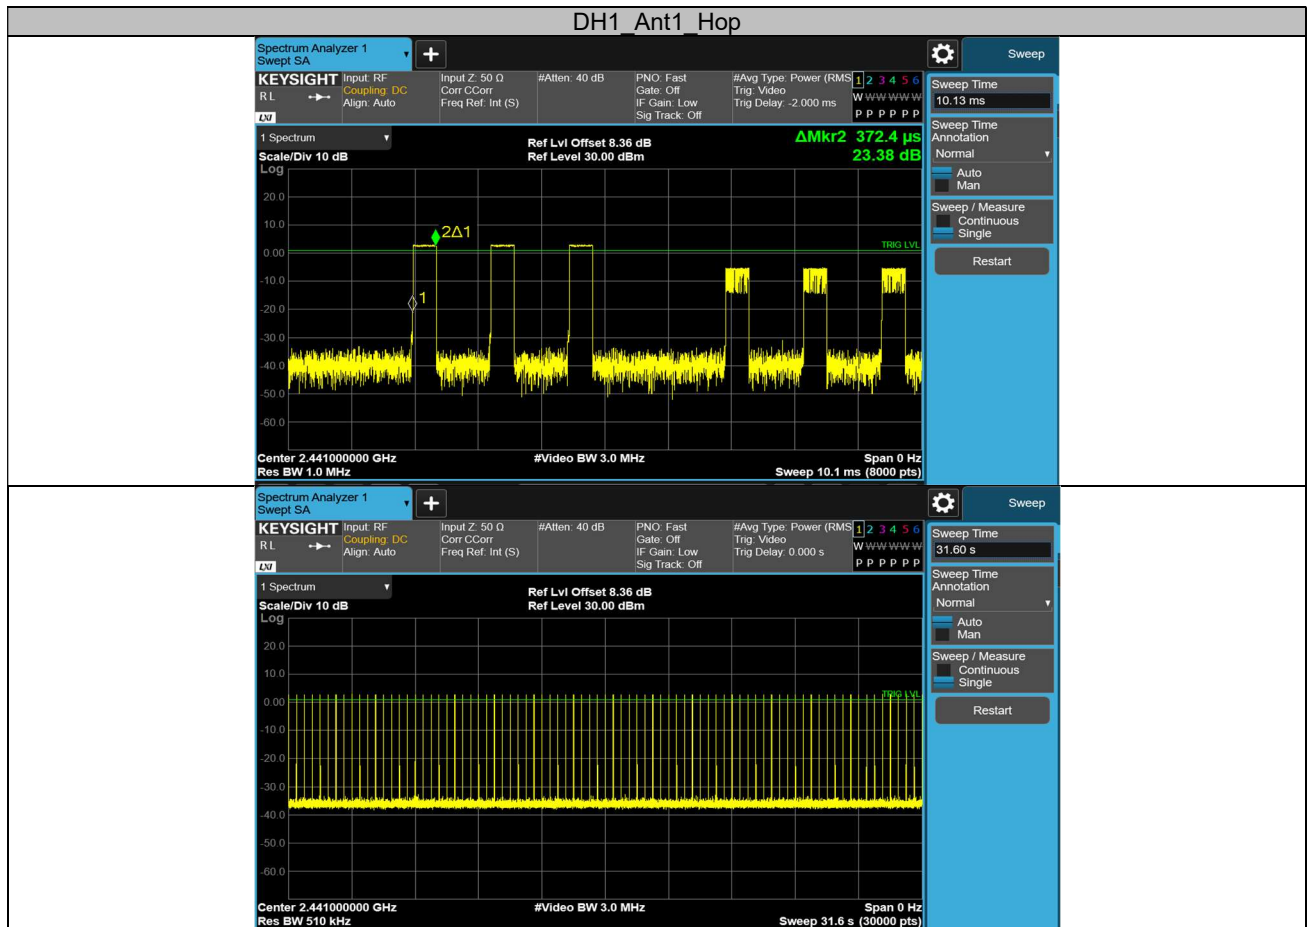 DH1_Ant1_Hop
Spectrum Analyzer 1
Swept SA
+
Sweep
KEYSIGHT
RL
LXI
Input: RF
Coupling: DC
Align: Auto
Input Z: 50 Ω
Corr CCorr
Freq Ref: Int (S)
#Atten: 40 dB
PNO: Fast
Gate: Off
IF Gain: Low
Sig Track: Off
#Avg Type: Power (RMS
Trig: Video
Trig Delay: -2.000 ms
1 2 3 4 5 6
W W W W W W
P P P P P P
1 Spectrum
Scale/Div 10 dB
Log
Ref Lvl Offset 8.36 dB
Ref Level 30.00 dBm
ΔMkr2 372.4 µs
23.38 dB
20.0
10.0
0.00
-10.0
-20.0
-30.0
-40.0
-50.0
-60.0
2Δ1
1
TRIG LVL
Center 2.441000000 GHz
Res BW 1.0 MHz
#Video BW 3.0 MHz
Span 0 Hz
Sweep 10.1 ms (8000 pts)
Sweep Time
10.13 ms
Sweep Time
Annotation
Normal
Auto
Man
Sweep / Measure
Continuous
Single
Restart
Spectrum Analyzer 1
Swept SA
+
Sweep
KEYSIGHT
RL
LXI
Input: RF
Coupling: DC
Align: Auto
Input Z: 50 Ω
Corr CCorr
Freq Ref: Int (S)
#Atten: 40 dB
PNO: Fast
Gate: Off
IF Gain: Low
Sig Track: Off
#Avg Type: Power (RMS
Trig: Video
Trig Delay: 0.000 s
1 2 3 4 5 6
W W W W W W
P P P P P P
1 Spectrum
Scale/Div 10 dB
Log
Ref Lvl Offset 8.36 dB
Ref Level 30.00 dBm
20.0
10.0
0.00
-10.0
-20.0
-30.0
-40.0
-50.0
-60.0
TRIG LVL
Center 2.441000000 GHz
Res BW 510 kHz
#Video BW 3.0 MHz
Span 0 Hz
Sweep 31.6 s (30000 pts)
Sweep Time
31.60 s
Sweep Time
Annotation
Normal
Auto
Man
Sweep / Measure
Continuous
Single
Restart